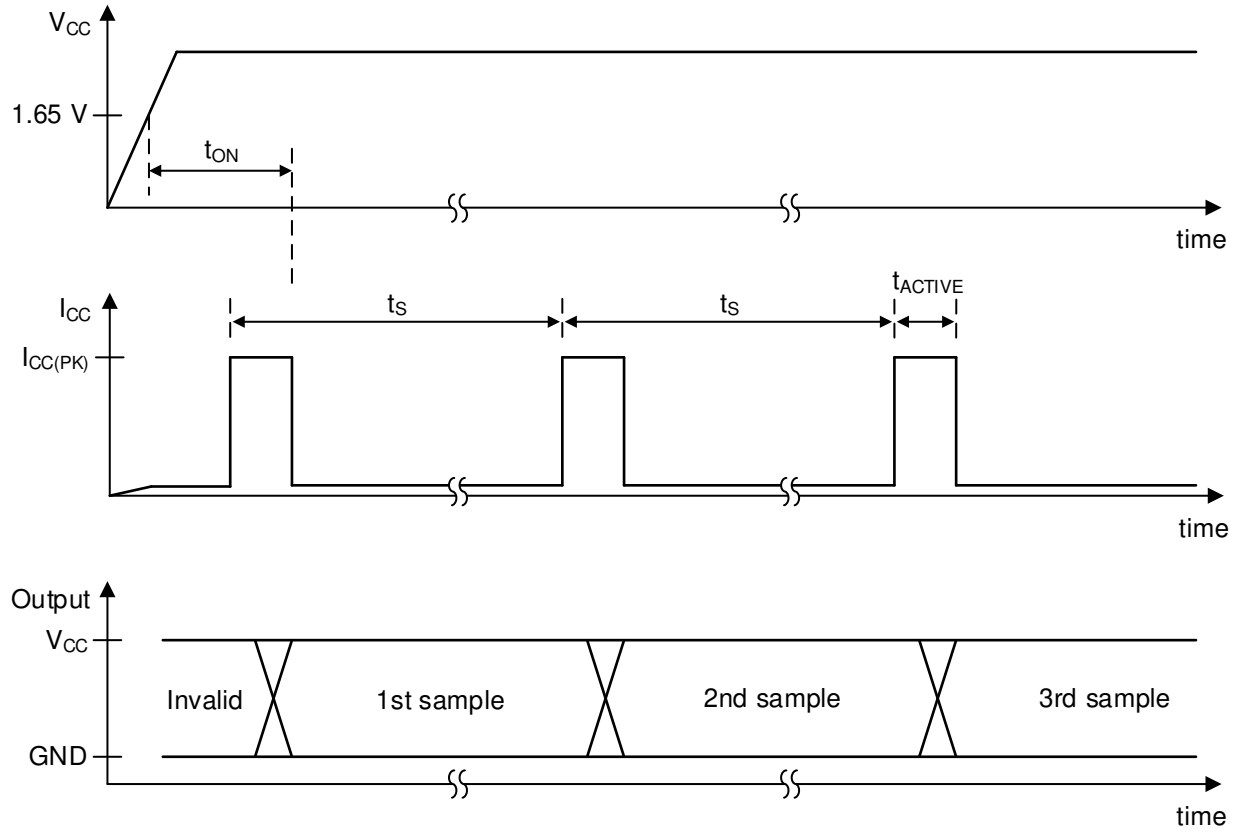 VCC
1.65 V
tON
time
tS
tS
tACTIVE
ICC
ICC(PK)
time
Output
VCC
Invalid
1st sample
2nd sample
3rd sample
GND
time